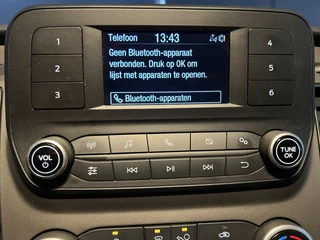 Telefoon 13:43
Geen Bluetooth-apparaat
verbonden. Druk op OK om
lijst met apparaten te openen.
Bluetooth-apparaten
1
2
3
4
5
6
VOL
TUNE
OK